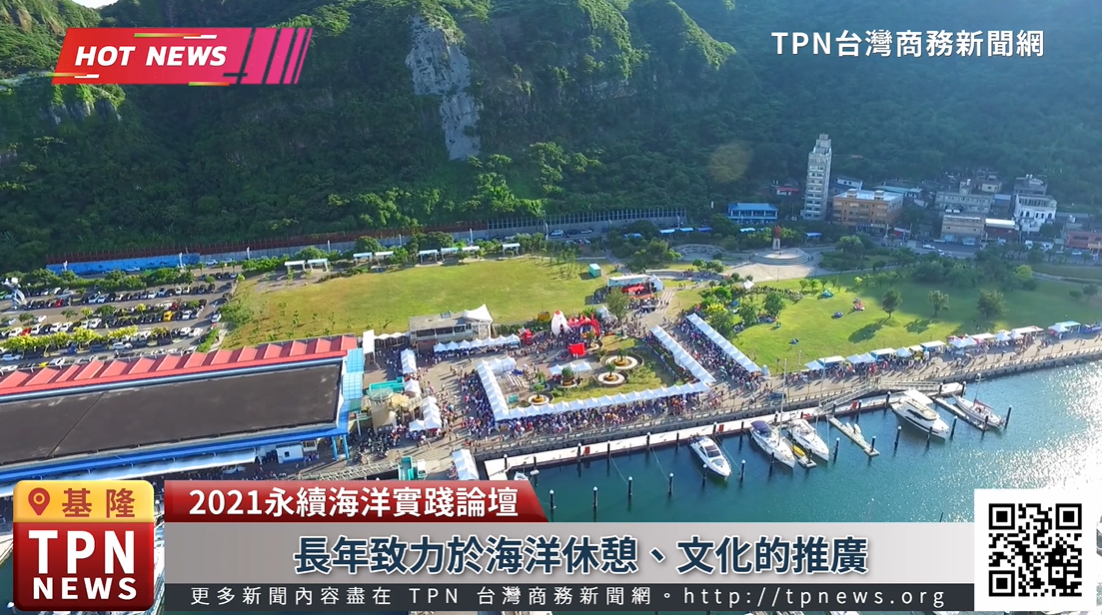 HOT NEWS
TPN台灣商務新聞網
基隆
TPN
NEWS
2021永續海洋實踐論壇
長年致力於海洋休憩、文化的推廣
更多新聞內容盡在 TPN 台灣商務新聞網。http://tpnews.org